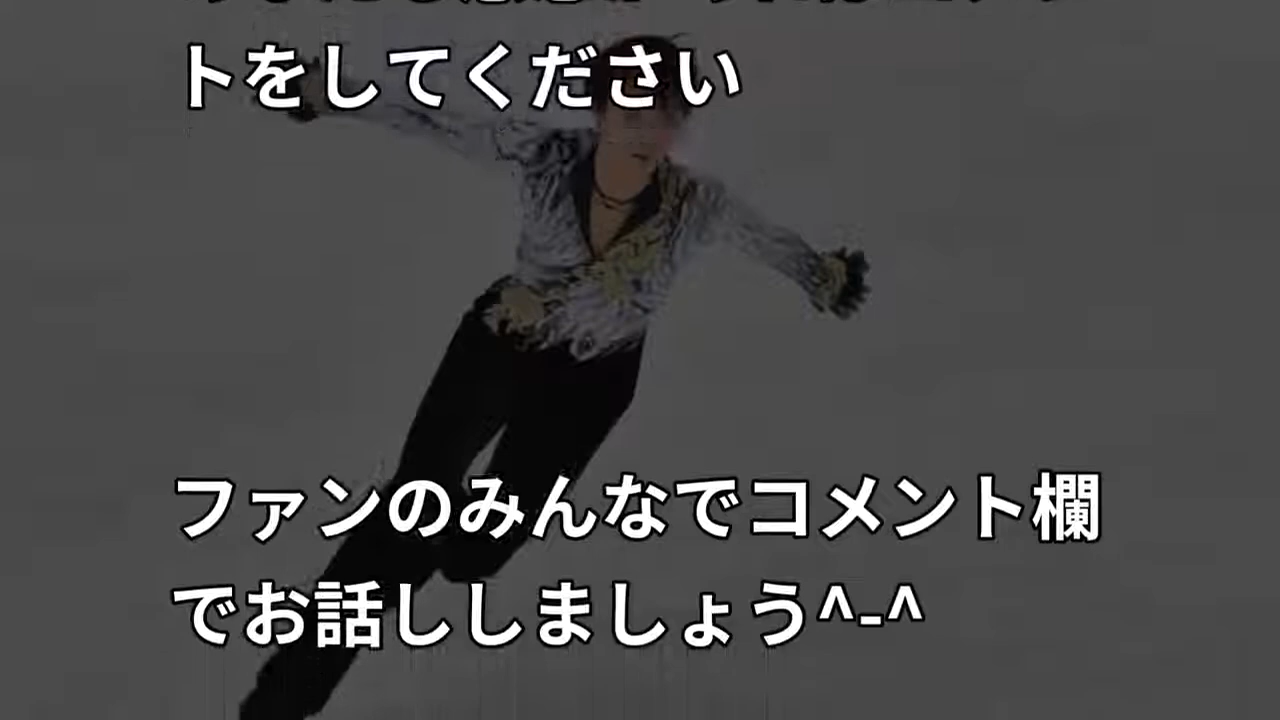 トをしてください
ファンのみんなでコメント欄
でお話ししましょう^-^